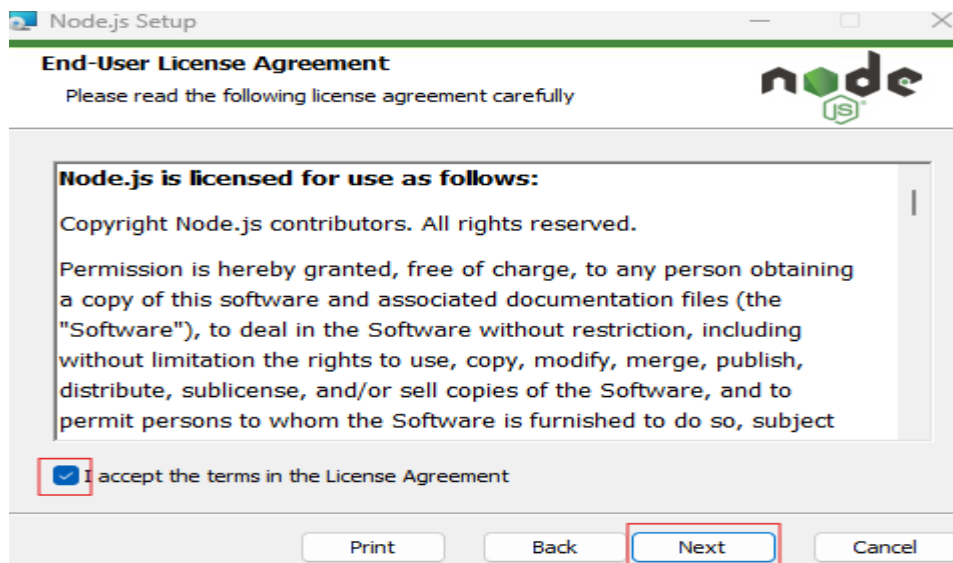 Node.js Setup
End-User License Agreement
Please read the following license agreement carefully
node
JS
Node.js is licensed for use as follows:
Copyright Node.js contributors. All rights reserved.
Permission is hereby granted, free of charge, to any person obtaining
a copy of this software and associated documentation files (the
"Software"), to deal in the Software without restriction, including
without limitation the rights to use, copy, modify, merge, publish,
distribute, sublicense, and/or sell copies of the Software, and to
permit persons to whom the Software is furnished to do so, subject
I accept the terms in the License Agreement
Print Back Next Cancel